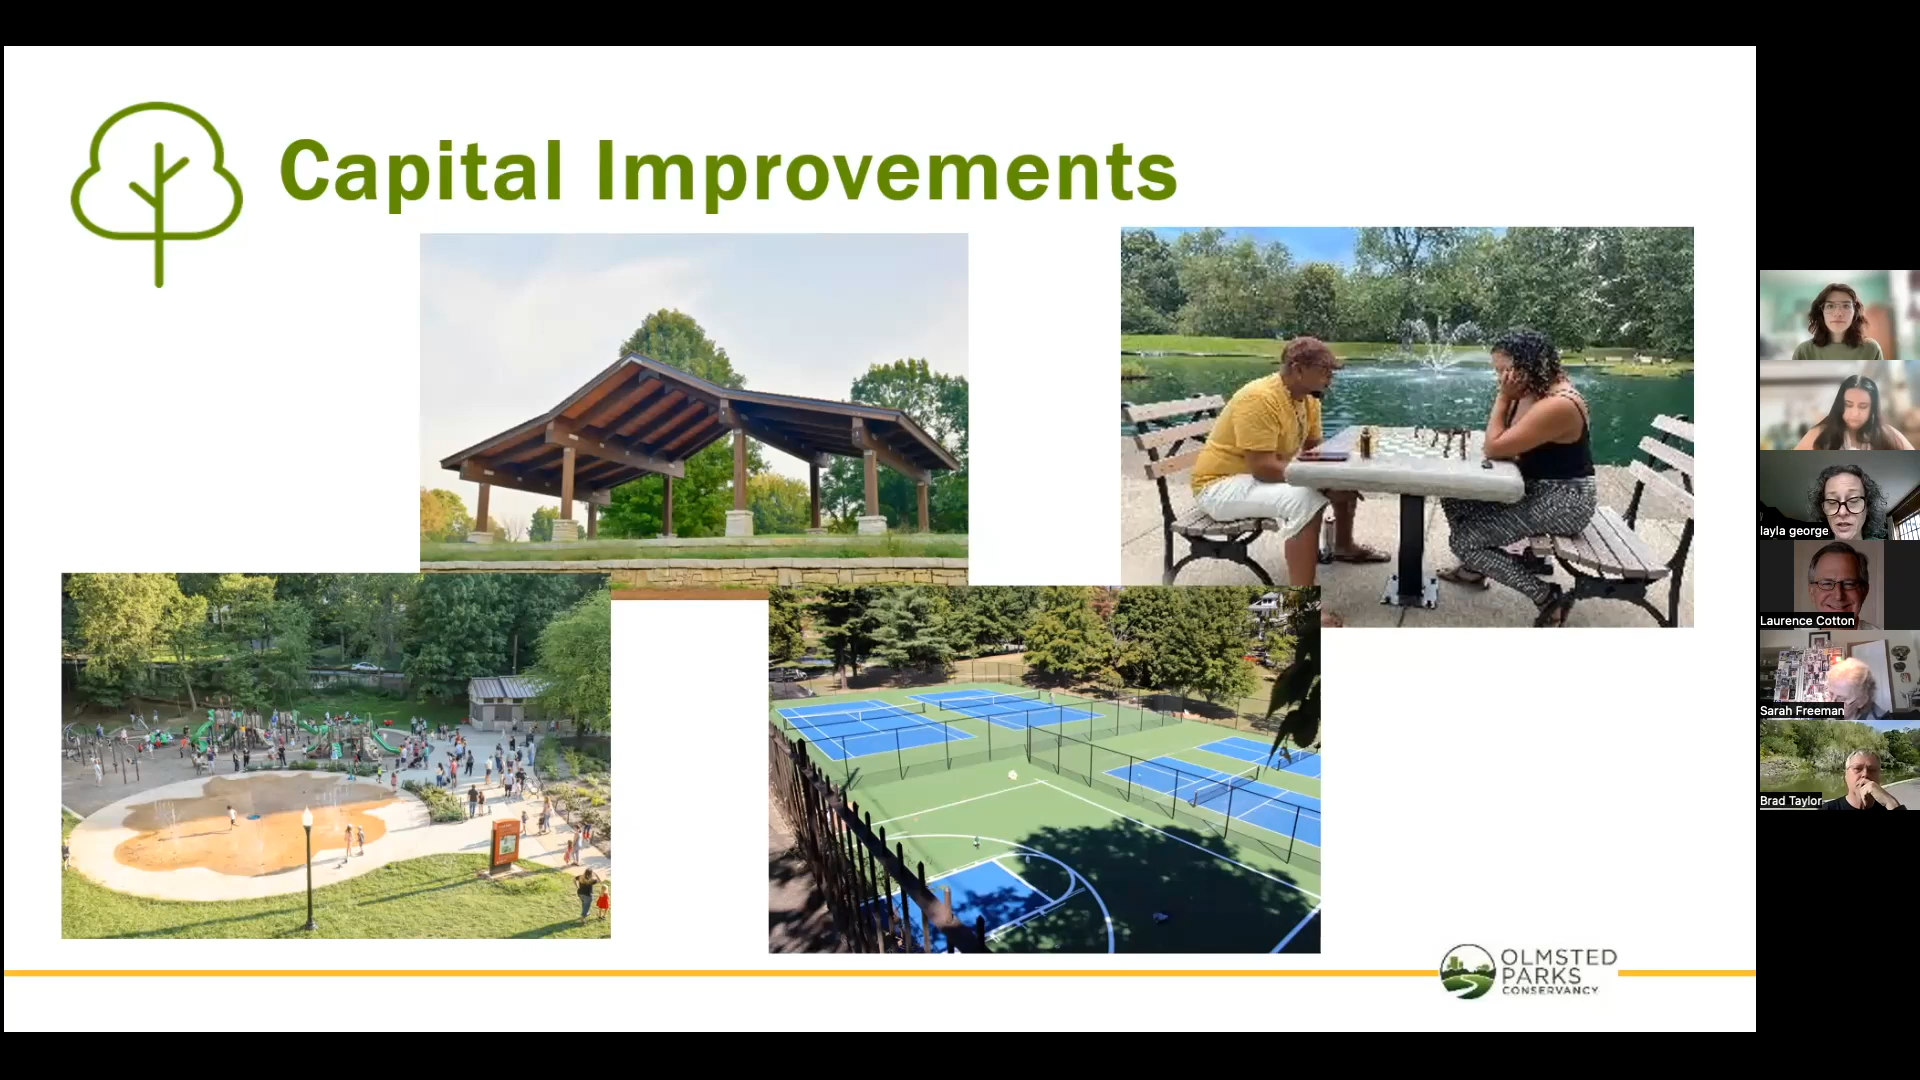 Capital Improvements
OLMSTED
PARKS
CONSERVANCY
layla george
Laurence Cotton
Sarah Freeman
Brad Taylor